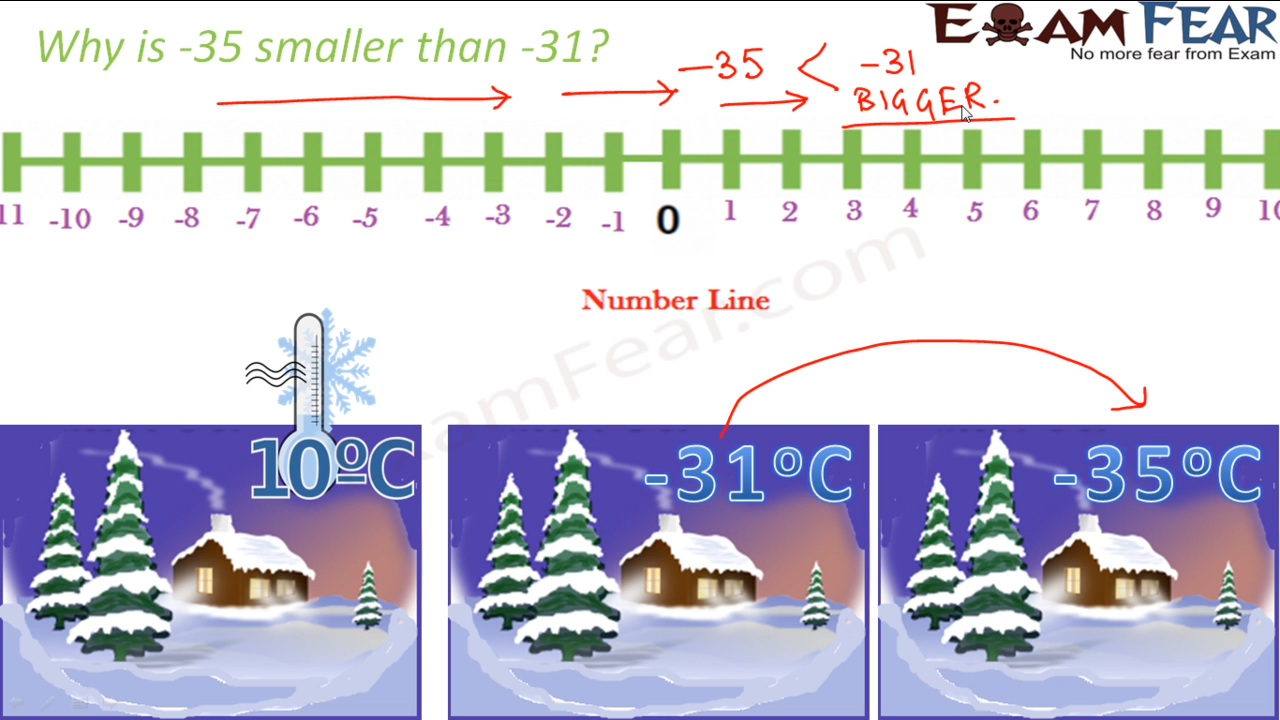 Why is -35 smaller than -31?
EXAM FEAR
No more fear from Exam
-35 < -31
BIGGER.
11 -10 -9 -8 -7 -6 -5 -4 -3 -2 -1 0 1 2 3 4 5 6 7 8 9 10
Number Line
ExamFear.com
10ºC
-31ºC
-35ºC